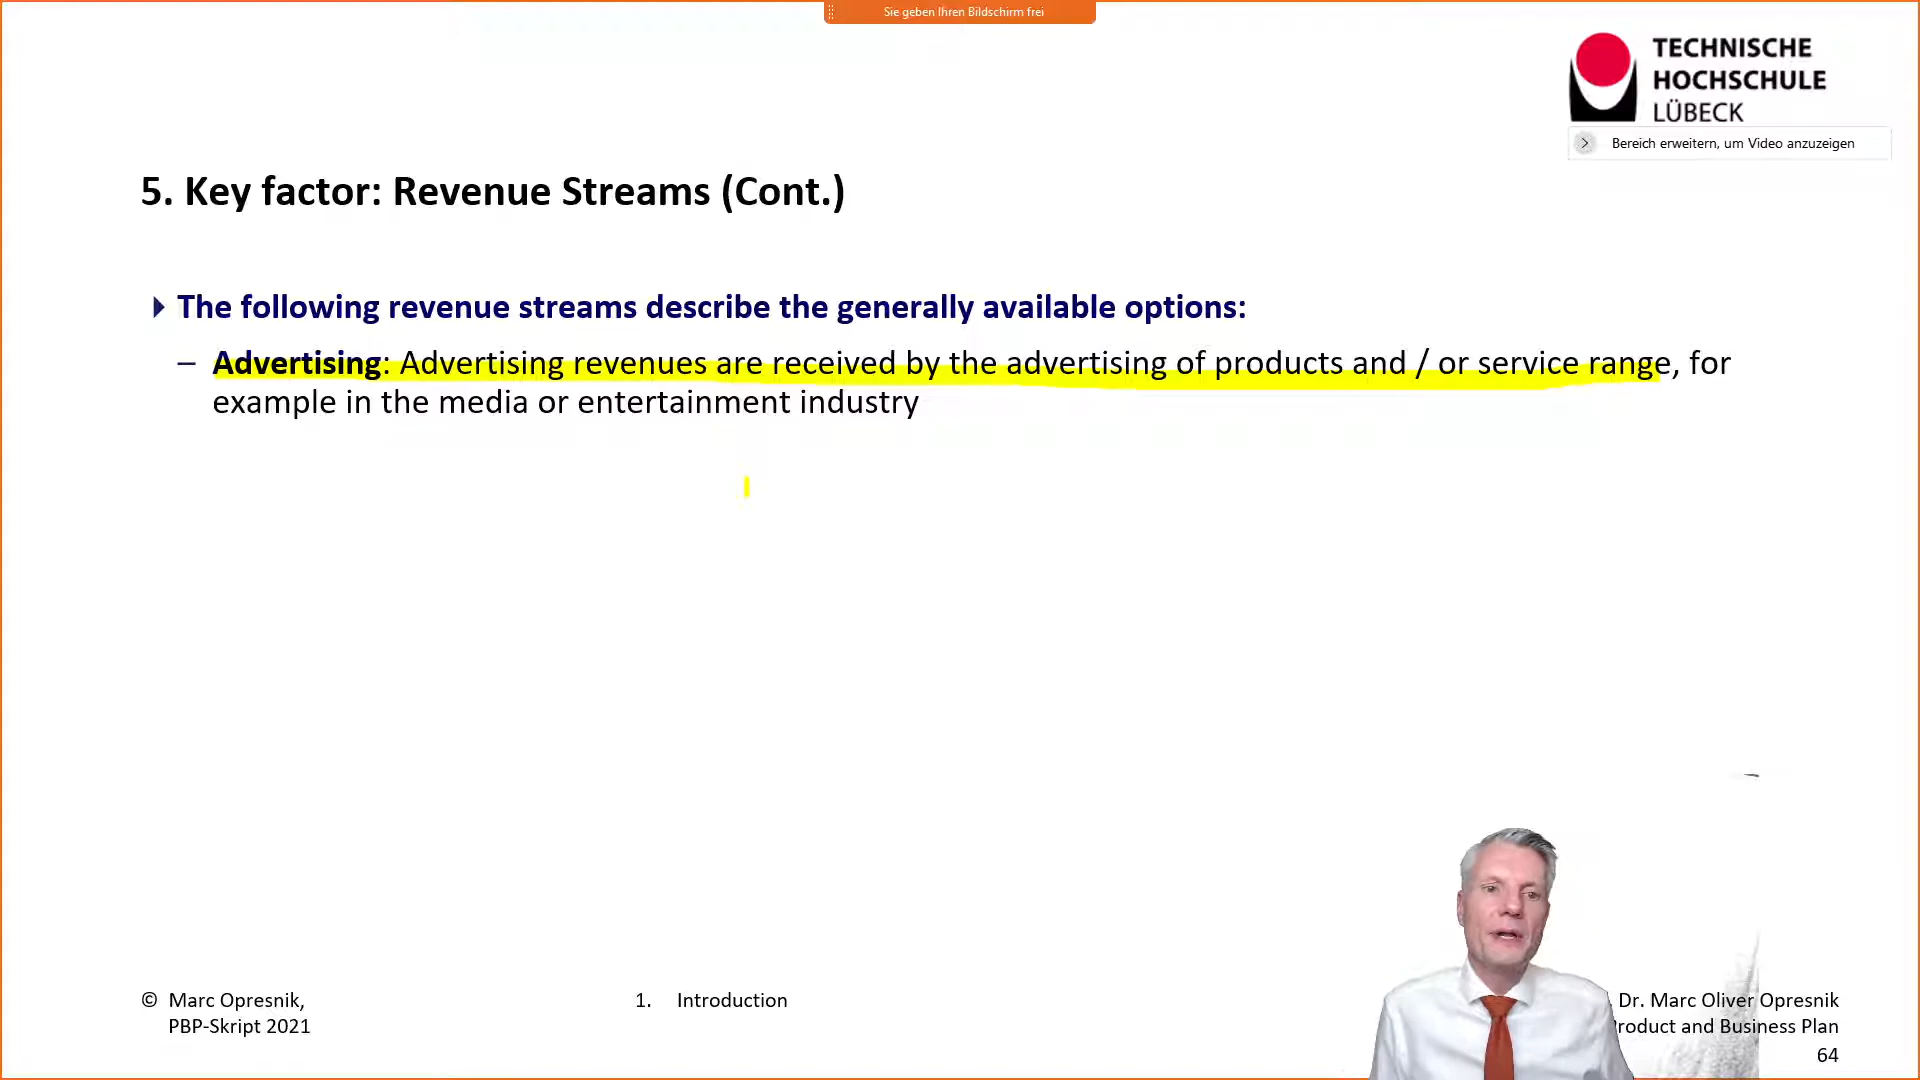 Sie geben Ihren Bildschirm frei
TECHNISCHE
HOCHSCHULE
LÜBECK
Bereich erweitern, um Video anzuzeigen
5. Key factor: Revenue Streams (Cont.)
The following revenue streams describe the generally available options:
– Advertising: Advertising revenues are received by the advertising of products and / or service range, for
example in the media or entertainment industry
© Marc Opresnik,
PBP-Skript 2021
1. Introduction
Dr. Marc Oliver Opresnik
and Business Plan
64